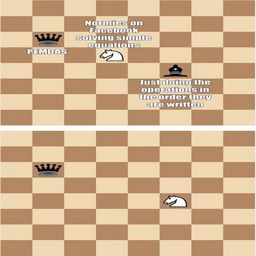 Normies on
Facebook
solving simple
equations
PEMDAS
Just doing the
operations in
the order they
are written